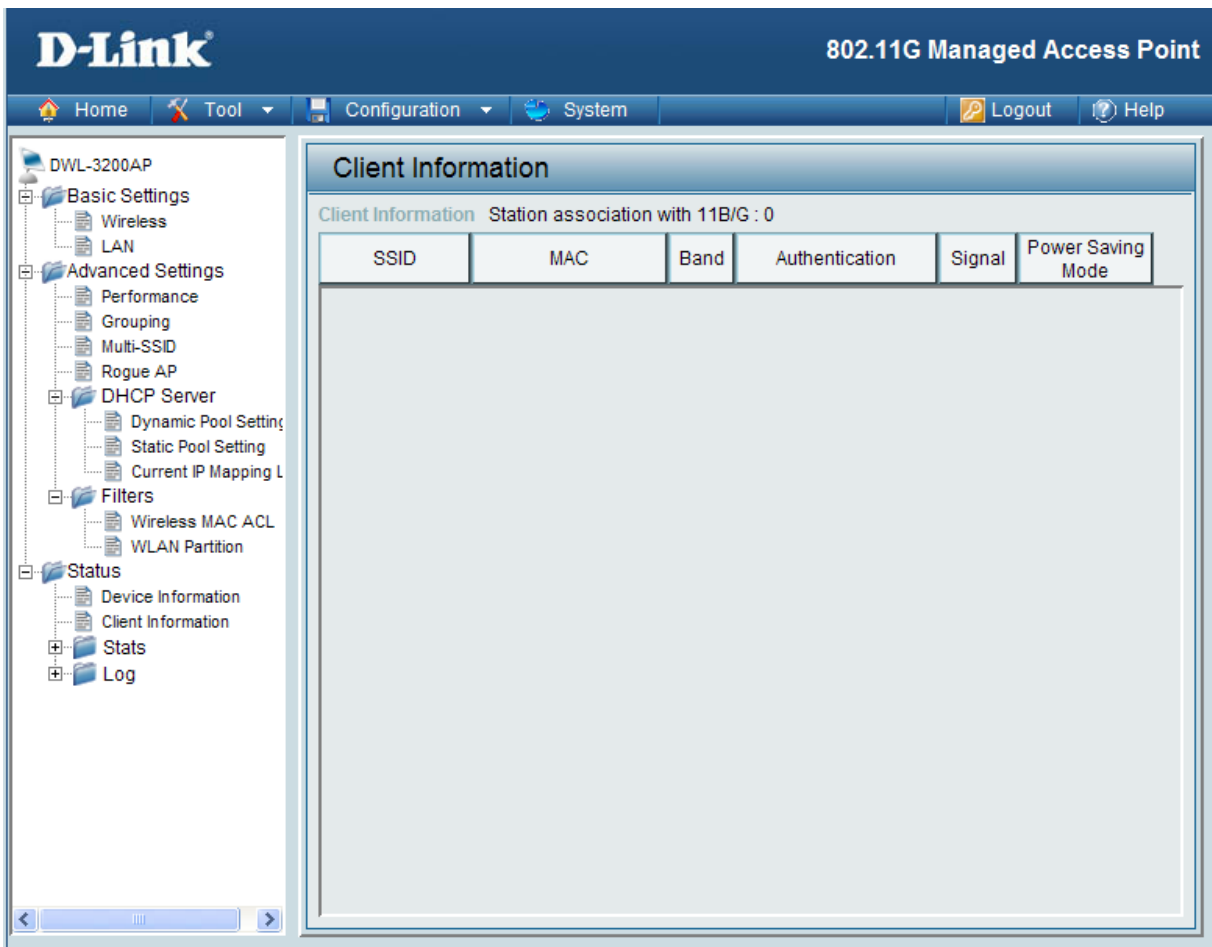 D-Link®
802.11G Managed Access Point
Home Tool Configuration System Logout Help
DWL-3200AP
Basic Settings
Wireless
LAN
Advanced Settings
Performance
Grouping
Multi-SSID
Rogue AP
DHCP Server
Dynamic Pool Setting
Static Pool Setting
Current IP Mapping L
Filters
Wireless MAC ACL
WLAN Partition
Status
Device Information
Client Information
Stats
Log
Client Information
Client Information Station association with 11B/G : 0
SSID MAC Band Authentication Signal Power Saving
Mode